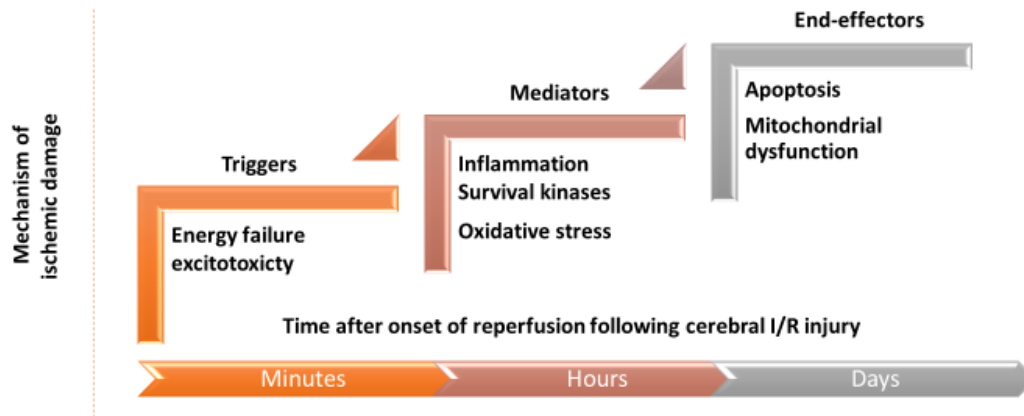 End-effectors
Apoptosis
Mitochondrial
dysfunction
Mediators
Inflammation
Survival kinases
Oxidative stress
Triggers
Energy failure
excitotoxicty
Mechanism of
ischemic damage
Time after onset of reperfusion following cerebral I/R injury
Minutes
Hours
Days